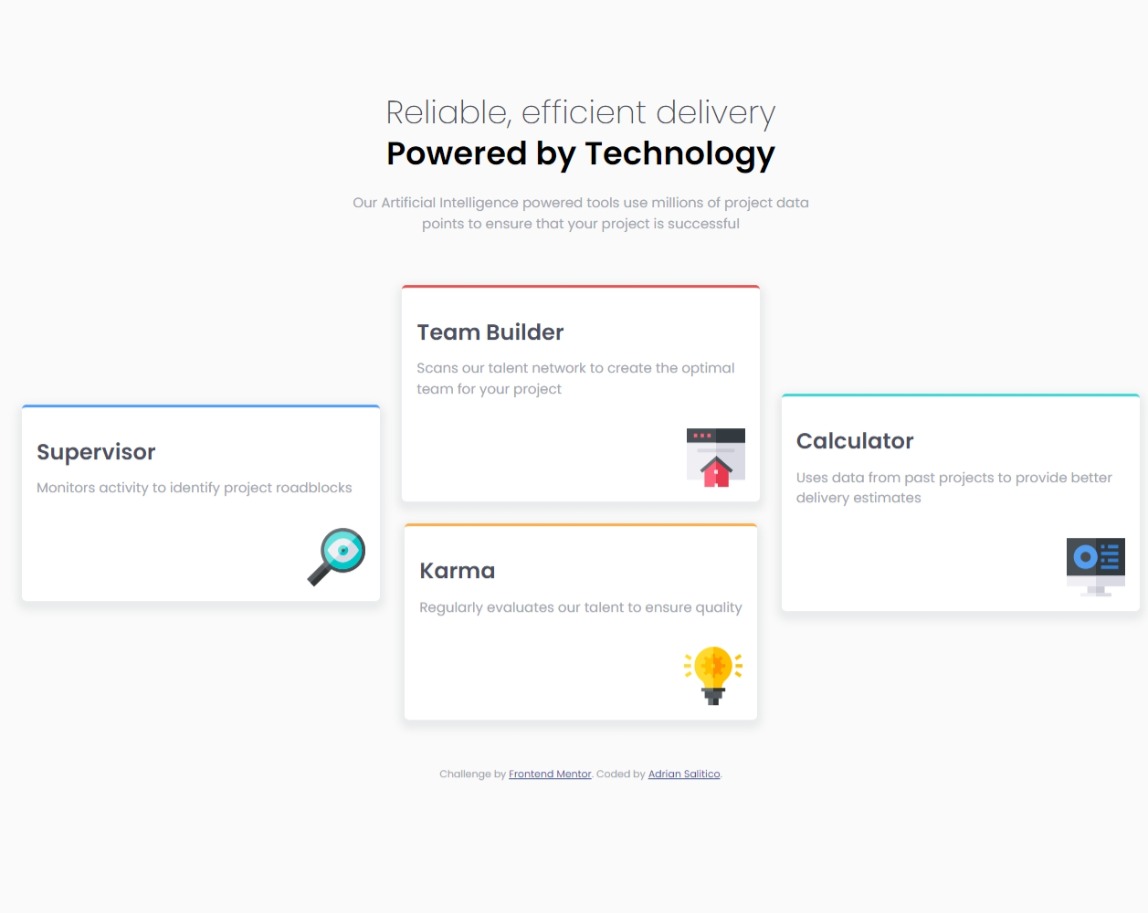 Reliable, efficient delivery
Powered by Technology
Our Artificial Intelligence powered tools use millions of project data
points to ensure that your project is successful
Supervisor
Monitors activity to identify project roadblocks
Team Builder
Scans our talent network to create the optimal
team for your project
Karma
Regularly evaluates our talent to ensure quality
Calculator
Uses data from past projects to provide better
delivery estimates
Challenge by Frontend Mentor. Coded by Adrian Salitico.